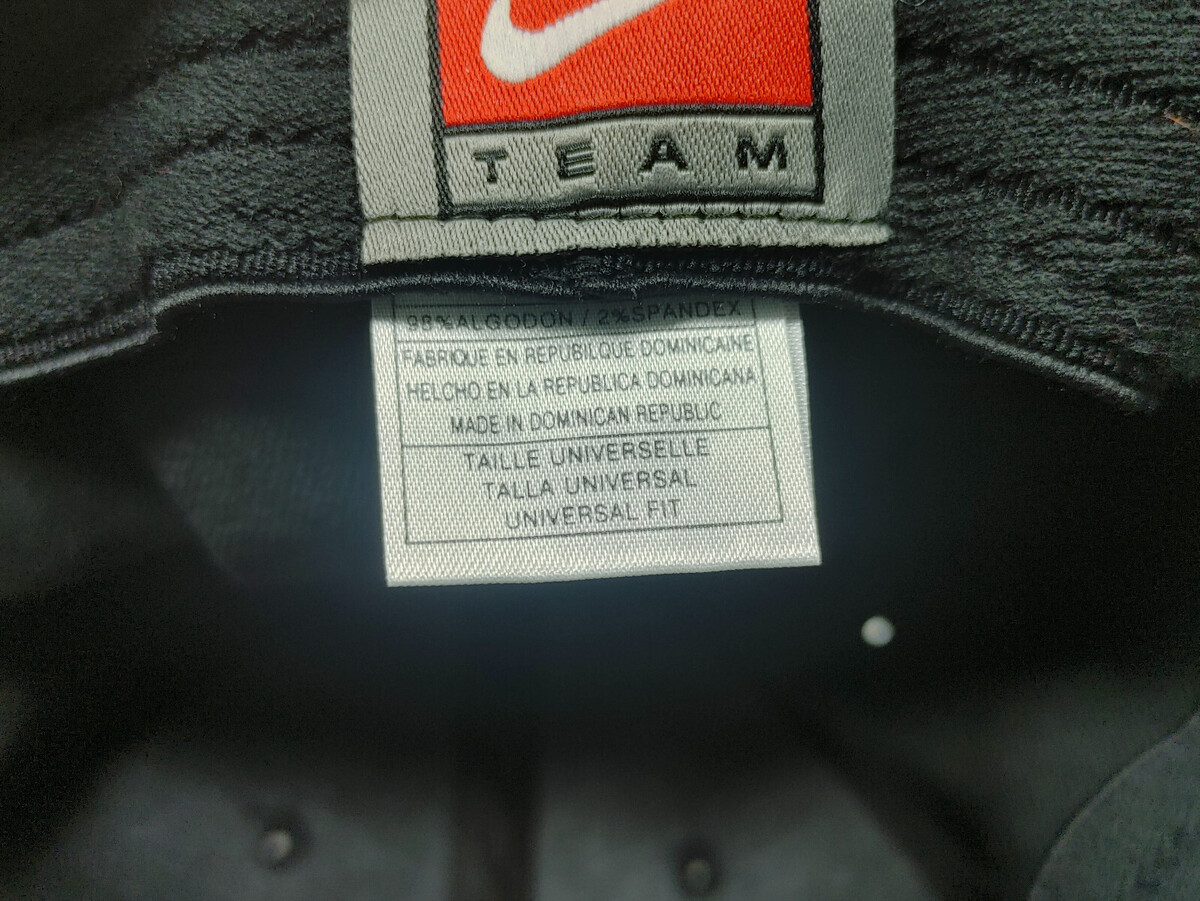 TEAM
98%ALGODON / 2%SPANDEX
FABRIQUE EN REPUBILQUE DOMINICAINE
HELCHO EN LA REPUBLICA DOMINICANA
MADE IN DOMINICAN REPUBLIC
TAILLE UNIVERSELLE
TALLA UNIVERSAL
UNIVERSAL FIT